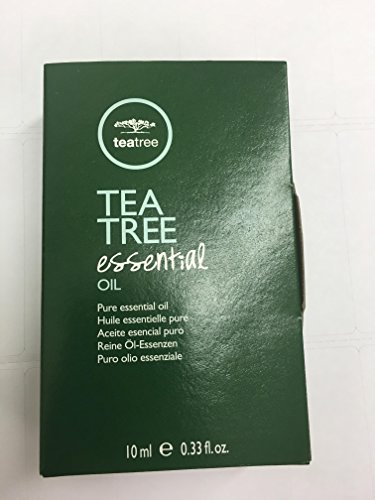 teatree
TEA
TREE
essential
OIL
Pure essential oil
Huile essentielle pure
Aceite esencial puro
Reine Öl-Essenzen
Puro olio essenziale
10 ml ℮ 0.33 fl. oz.